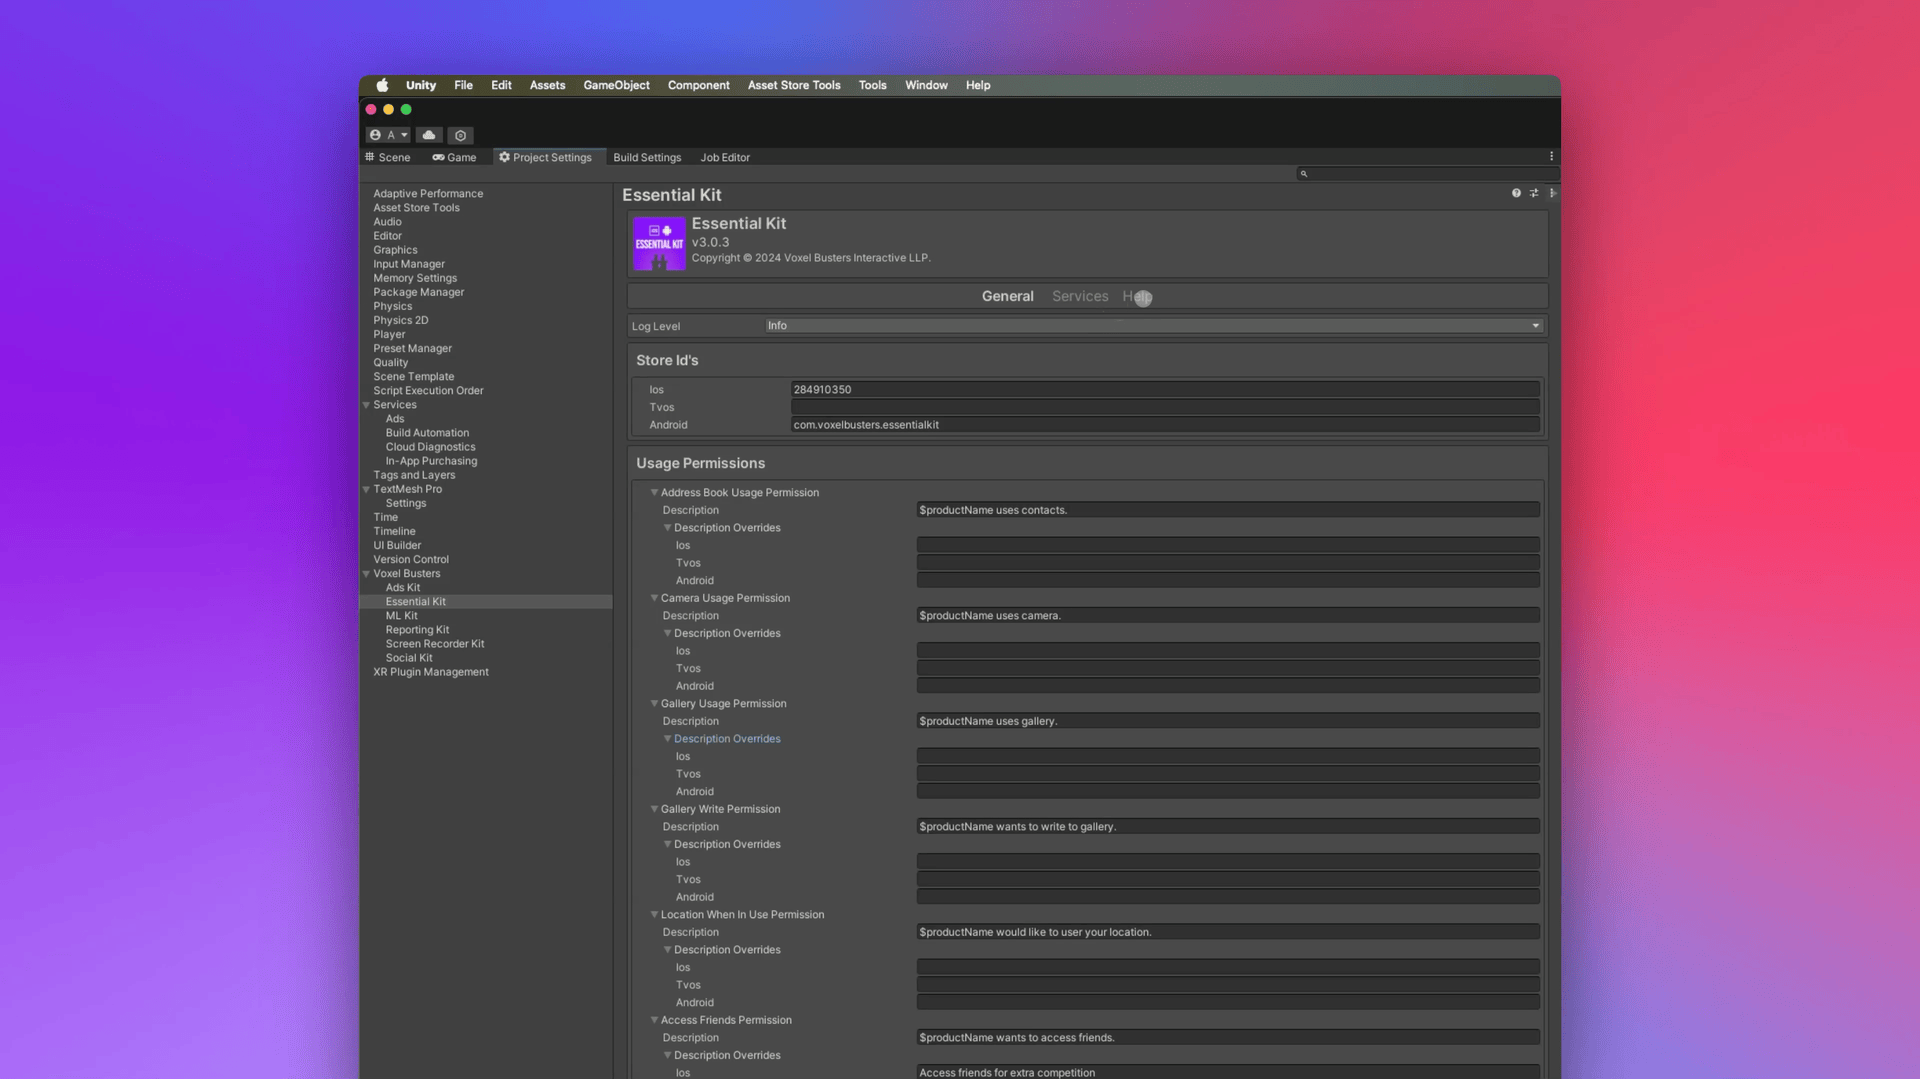 Unity File Edit Assets GameObject Component Asset Store Tools Tools Window Help
A
Scene Game Project Settings Build Settings Job Editor
Adaptive Performance
Asset Store Tools
Audio
Editor
Graphics
Input Manager
Memory Settings
Package Manager
Physics
Physics 2D
Player
Preset Manager
Quality
Scene Template
Script Execution Order
Services
Ads
Build Automation
Cloud Diagnostics
In-App Purchasing
Tags and Layers
TextMesh Pro
Settings
Time
Timeline
UI Builder
Version Control
Voxel Busters
Ads Kit
Essential Kit
ML Kit
Reporting Kit
Screen Recorder Kit
Social Kit
XR Plugin Management
Essential Kit
ESSENTIAL KIT
Essential Kit
v3.0.3
Copyright © 2024 Voxel Busters Interactive LLP.
General Services Help
Log Level Info
Store Id's
Ios 284910350
Tvos
Android com.voxelbusters.essentialkit
Usage Permissions
Address Book Usage Permission
Description $productName uses contacts.
Description Overrides
Ios
Tvos
Android
Camera Usage Permission
Description $productName uses camera.
Description Overrides
Ios
Tvos
Android
Gallery Usage Permission
Description $productName uses gallery.
Description Overrides
Ios
Tvos
Android
Gallery Write Permission
Description $productName wants to write to gallery.
Description Overrides
Ios
Tvos
Android
Location When In Use Permission
Description $productName would like to user your location.
Description Overrides
Ios
Tvos
Android
Access Friends Permission
Description $productName wants to access friends.
Description Overrides
Ios Access friends for extra competition